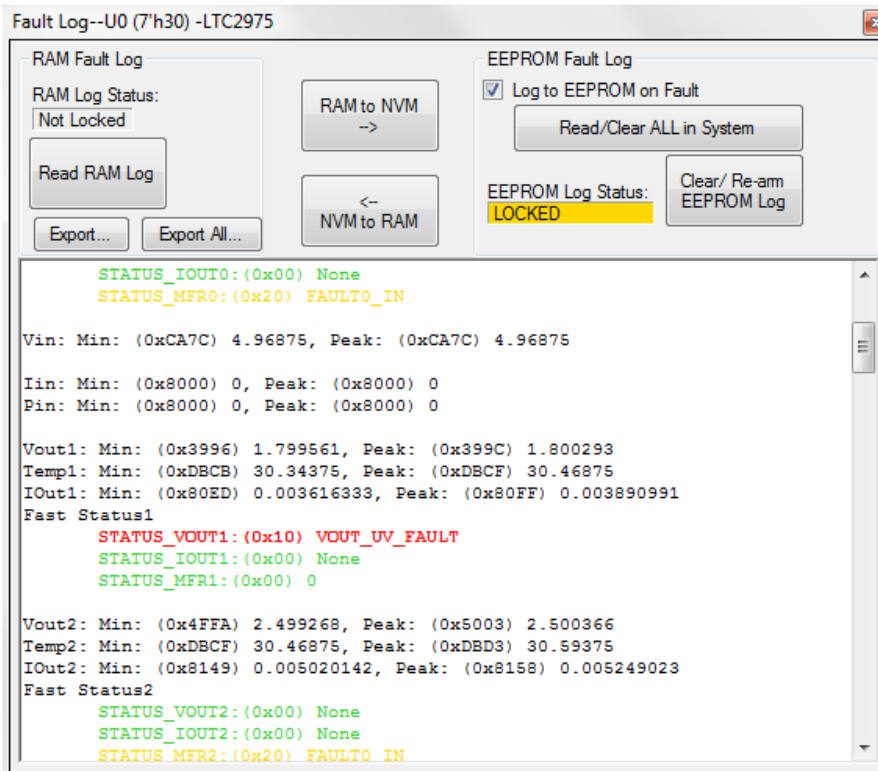 Fault Log--U0 (7'h30) -LTC2975
RAM Fault Log
RAM Log Status:
Not Locked
Read RAM Log
Export...
Export All...
RAM to NVM
-->
<--
NVM to RAM
EEPROM Fault Log
Log to EEPROM on Fault
Read/Clear ALL in System
EEPROM Log Status:
LOCKED
Clear/ Re-arm
EEPROM Log
STATUS_IOUT0:(0x00) None
STATUS_MFR0:(0x20) FAULT0_IN
Vin: Min: (0xCA7C) 4.96875, Peak: (0xCA7C) 4.96875
Iin: Min: (0x8000) 0, Peak: (0x8000) 0
Pin: Min: (0x8000) 0, Peak: (0x8000) 0
Vout1: Min: (0x3996) 1.799561, Peak: (0x399C) 1.800293
Temp1: Min: (0xDBCB) 30.34375, Peak: (0xDBCF) 30.46875
IOut1: Min: (0x80ED) 0.003616333, Peak: (0x80FF) 0.003890991
Fast Status1
STATUS_VOUT1:(0x10) VOUT_UV_FAULT
STATUS_IOUT1:(0x00) None
STATUS_MFR1:(0x00) 0
Vout2: Min: (0x4FFA) 2.499268, Peak: (0x5003) 2.500366
Temp2: Min: (0xDBCF) 30.46875, Peak: (0xDBD3) 30.59375
IOut2: Min: (0x8149) 0.005020142, Peak: (0x8158) 0.005249023
Fast Status2
STATUS_VOUT2:(0x00) None
STATUS_IOUT2:(0x00) None
STATUS_MFR2:(0x20) FAULT0_IN